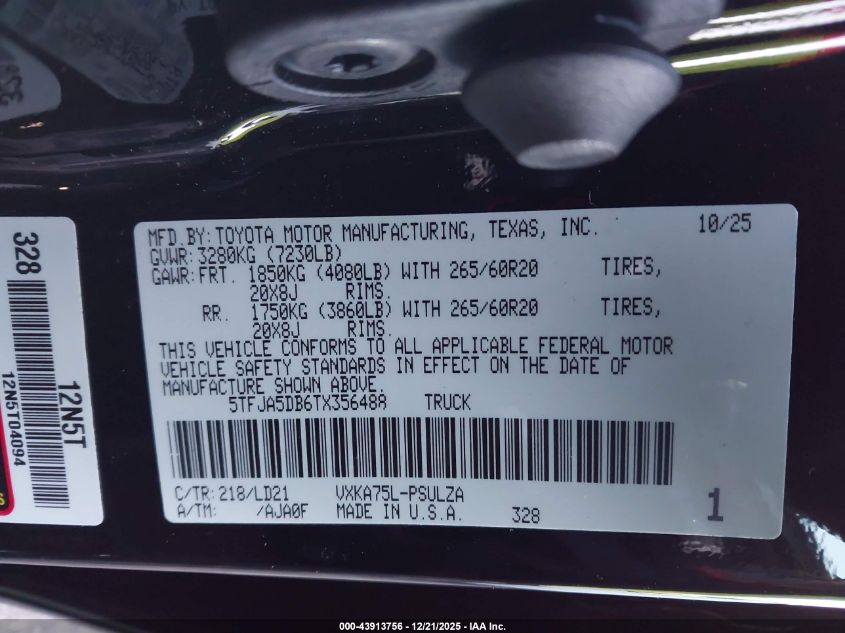 MFD.BY:TOYOTA MOTOR MANUFACTURING, TEXAS, INC. 10/25
GVWR:3280KG (7230LB)
GAWR:FRT. 1850KG (4080LB) WITH 265/60R20 TIRES,
20X8J RIMS.
RR. 1750KG (3860LB) WITH 265/60R20 TIRES,
20X8J RIMS.
THIS VEHICLE CONFORMS TO ALL APPLICABLE FEDERAL MOTOR
VEHICLE SAFETY STANDARDS IN EFFECT ON THE DATE OF
MANUFACTURE SHOWN ABOVE.
5TFJA5DB6TX356488 TRUCK
C/TR:218/LD21 VXKA75L-PSULZA
A/TM: /AJA0F MADE IN U.S.A. 328 1
328
12N5T
12N5T04094
000-43913756 - 12/21/2025 - IAA Inc.